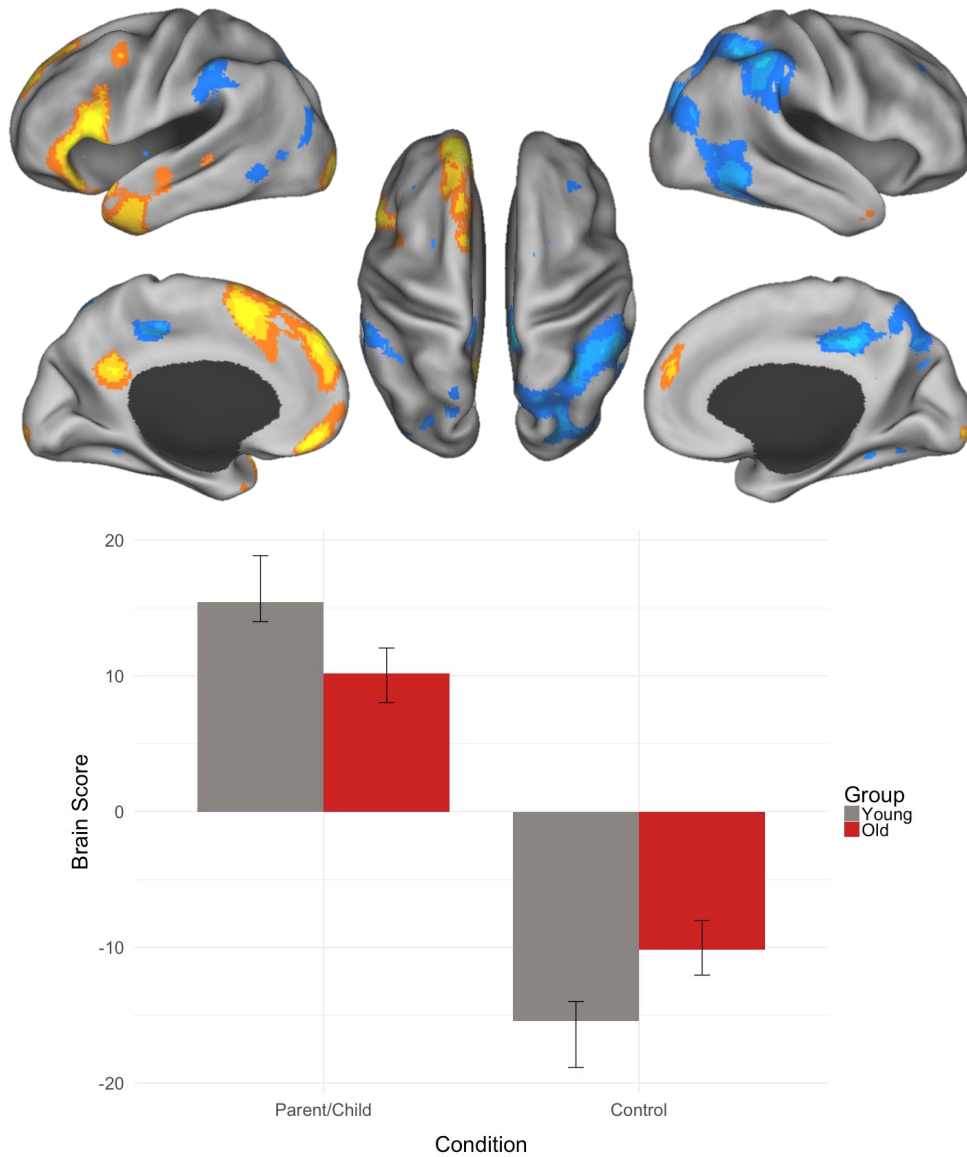 20
10
0
-10
-20
Brain Score
Parent/Child
Control
Condition
Group
Young
Old